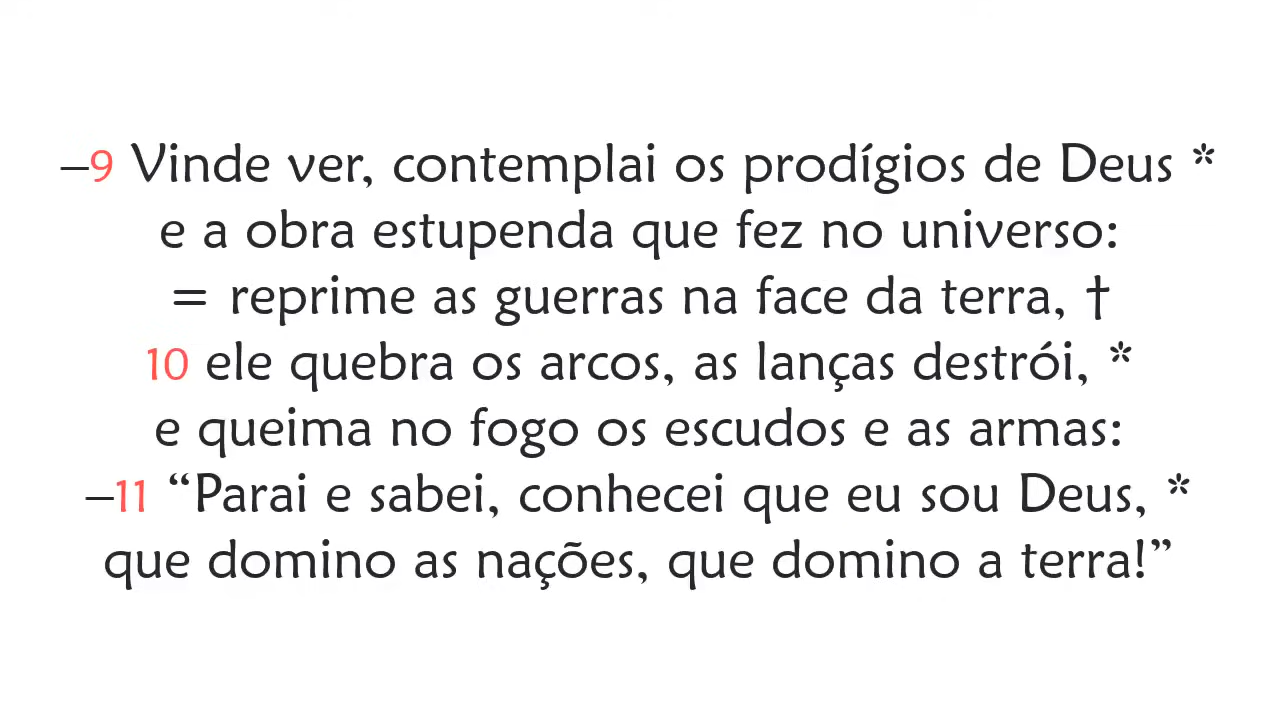 –9 Vinde ver, contemplai os prodígios de Deus *
e a obra estupenda que fez no universo:
= reprime as guerras na face da terra, †
10 ele quebra os arcos, as lanças destrói, *
e queima no fogo os escudos e as armas:
–11 “Parai e sabei, conhecei que eu sou Deus, *
que domino as nações, que domino a terra!”